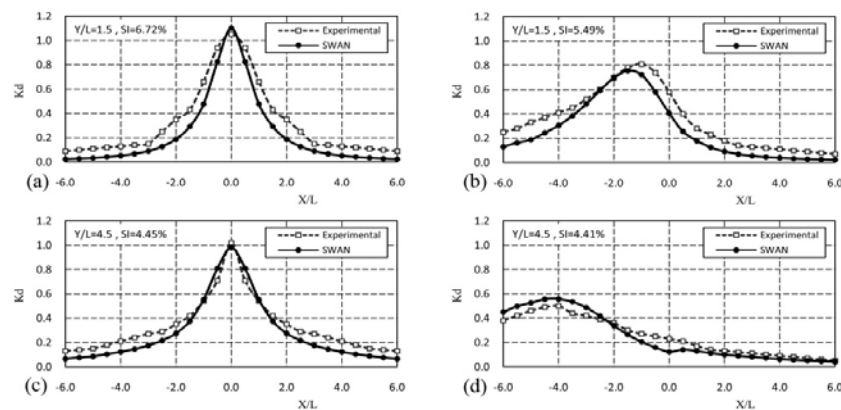 Y/L=1.5 , SI=6.72%
Experimental
SWAN
Kd
1.2
1.0
0.8
0.6
0.4
0.2
0.0
-6.0 -4.0 -2.0 0.0 2.0 4.0 6.0
X/L
(a)
Y/L=1.5 , SI=5.49%
Experimental
SWAN
Kd
1.2
1.0
0.8
0.6
0.4
0.2
0.0
-6.0 -4.0 -2.0 0.0 2.0 4.0 6.0
X/L
(b)
Y/L=4.5 , SI=4.45%
Experimental
SWAN
Kd
1.2
1.0
0.8
0.6
0.4
0.2
0.0
-6.0 -4.0 -2.0 0.0 2.0 4.0 6.0
X/L
(c)
Y/L=4.5 , SI=4.41%
Experimental
SWAN
Kd
1.2
1.0
0.8
0.6
0.4
0.2
0.0
-6.0 -4.0 -2.0 0.0 2.0 4.0 6.0
X/L
(d)